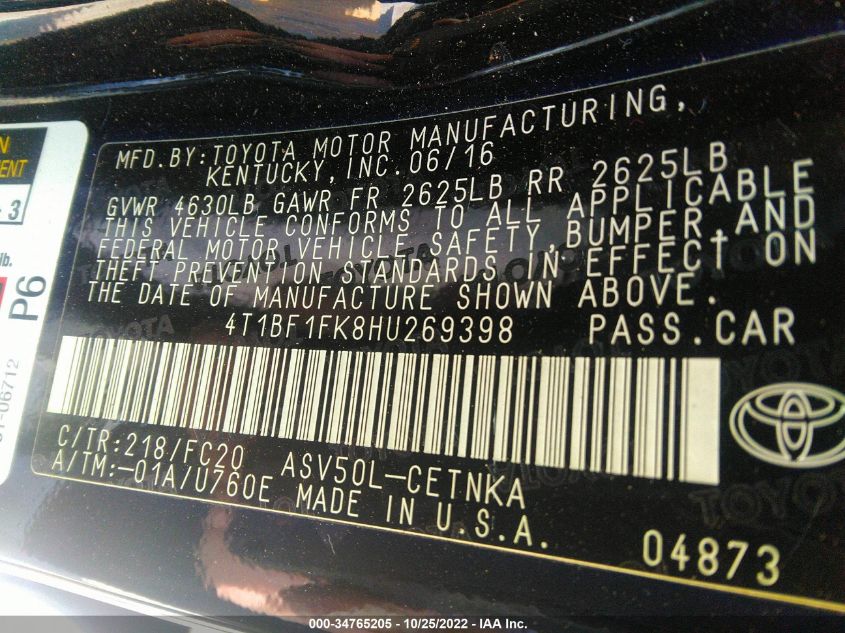 MFD.BY:TOYOTA MOTOR MANUFACTURING,
KENTUCKY,INC.06/16
GVWR 4630LB GAWR FR 2625LB RR 2625LB
THIS VEHICLE CONFORMS TO ALL APPLICABLE
FEDERAL MOTOR VEHICLE SAFETY,BUMPER,AND
THEFT PREVENTION STANDARDS IN EFFECT ON
THE DATE OF MANUFACTURE SHOWN ABOVE.
4T1BF1FK8HU269398 PASS.CAR
C/TR:218/FC20 ASV50L-CETNKA
A/TM:-01A/U760E MADE IN U.S.A.
04873
3
lb.
P6
TOYOTA
000-34765205 - 10/25/2022 - IAA Inc.